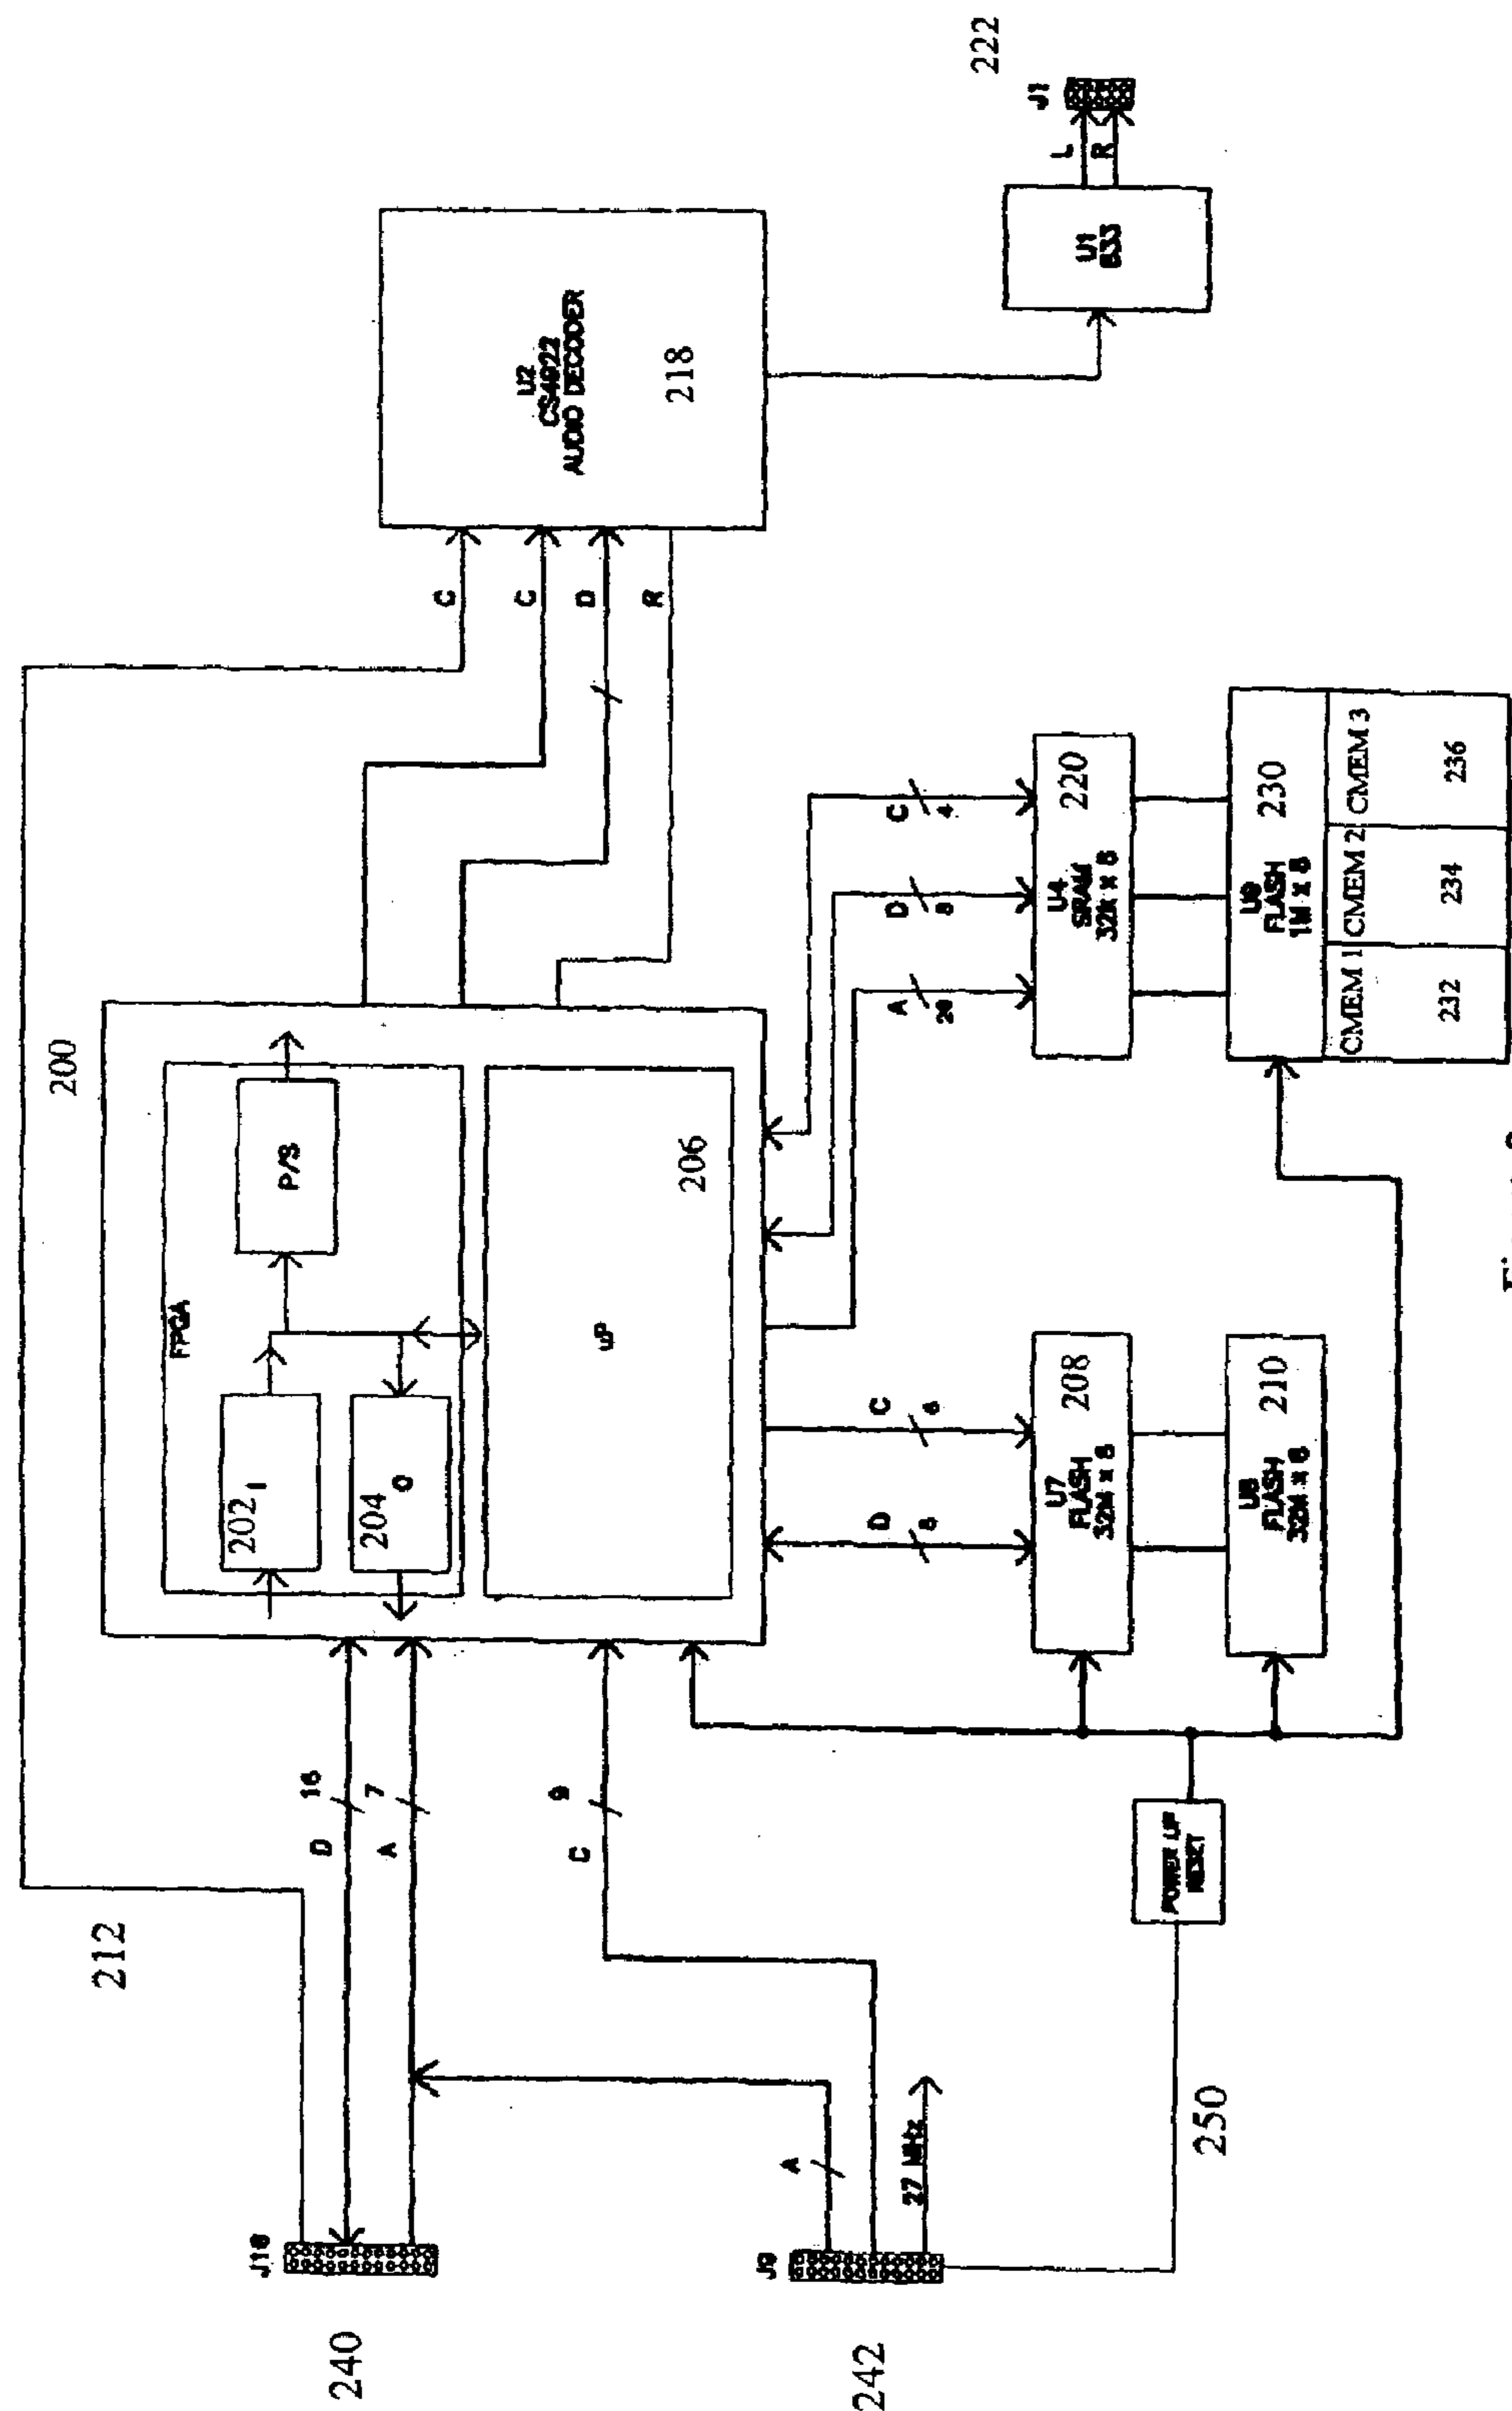 200
212
FPGA
202
I
204
O
P/S
uP
206
U2
CS4922
AUDIO DECODER
218
C
C
D
R
J1
222
L
R
U1
833
240
D
16
A
7
242
J9
A
27 MHz
C
9
250
POWER UP
RESET
D
8
C
6
U7
FLASH
32M x 8
208
U8
FLASH
32M x 8
210
A
20
D
8
C
4
U4
SRAM
32K x 8
220
U9
FLASH
1M x 8
230
CMEM 1
232
CMEM 2
234
CMEM 3
236